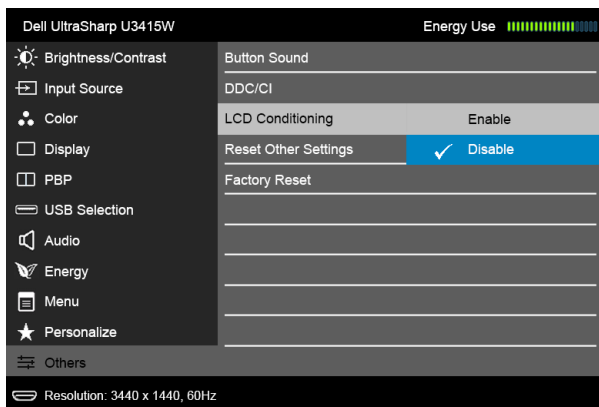 Dell UltraSharp U3415W
Energy Use
Brightness/Contrast
Button Sound
Input Source
DDC/CI
Color
LCD Conditioning
Enable
Display
Reset Other Settings
Disable
PBP
Factory Reset
USB Selection
Audio
Energy
Menu
Personalize
Others
Resolution: 3440 x 1440, 60Hz